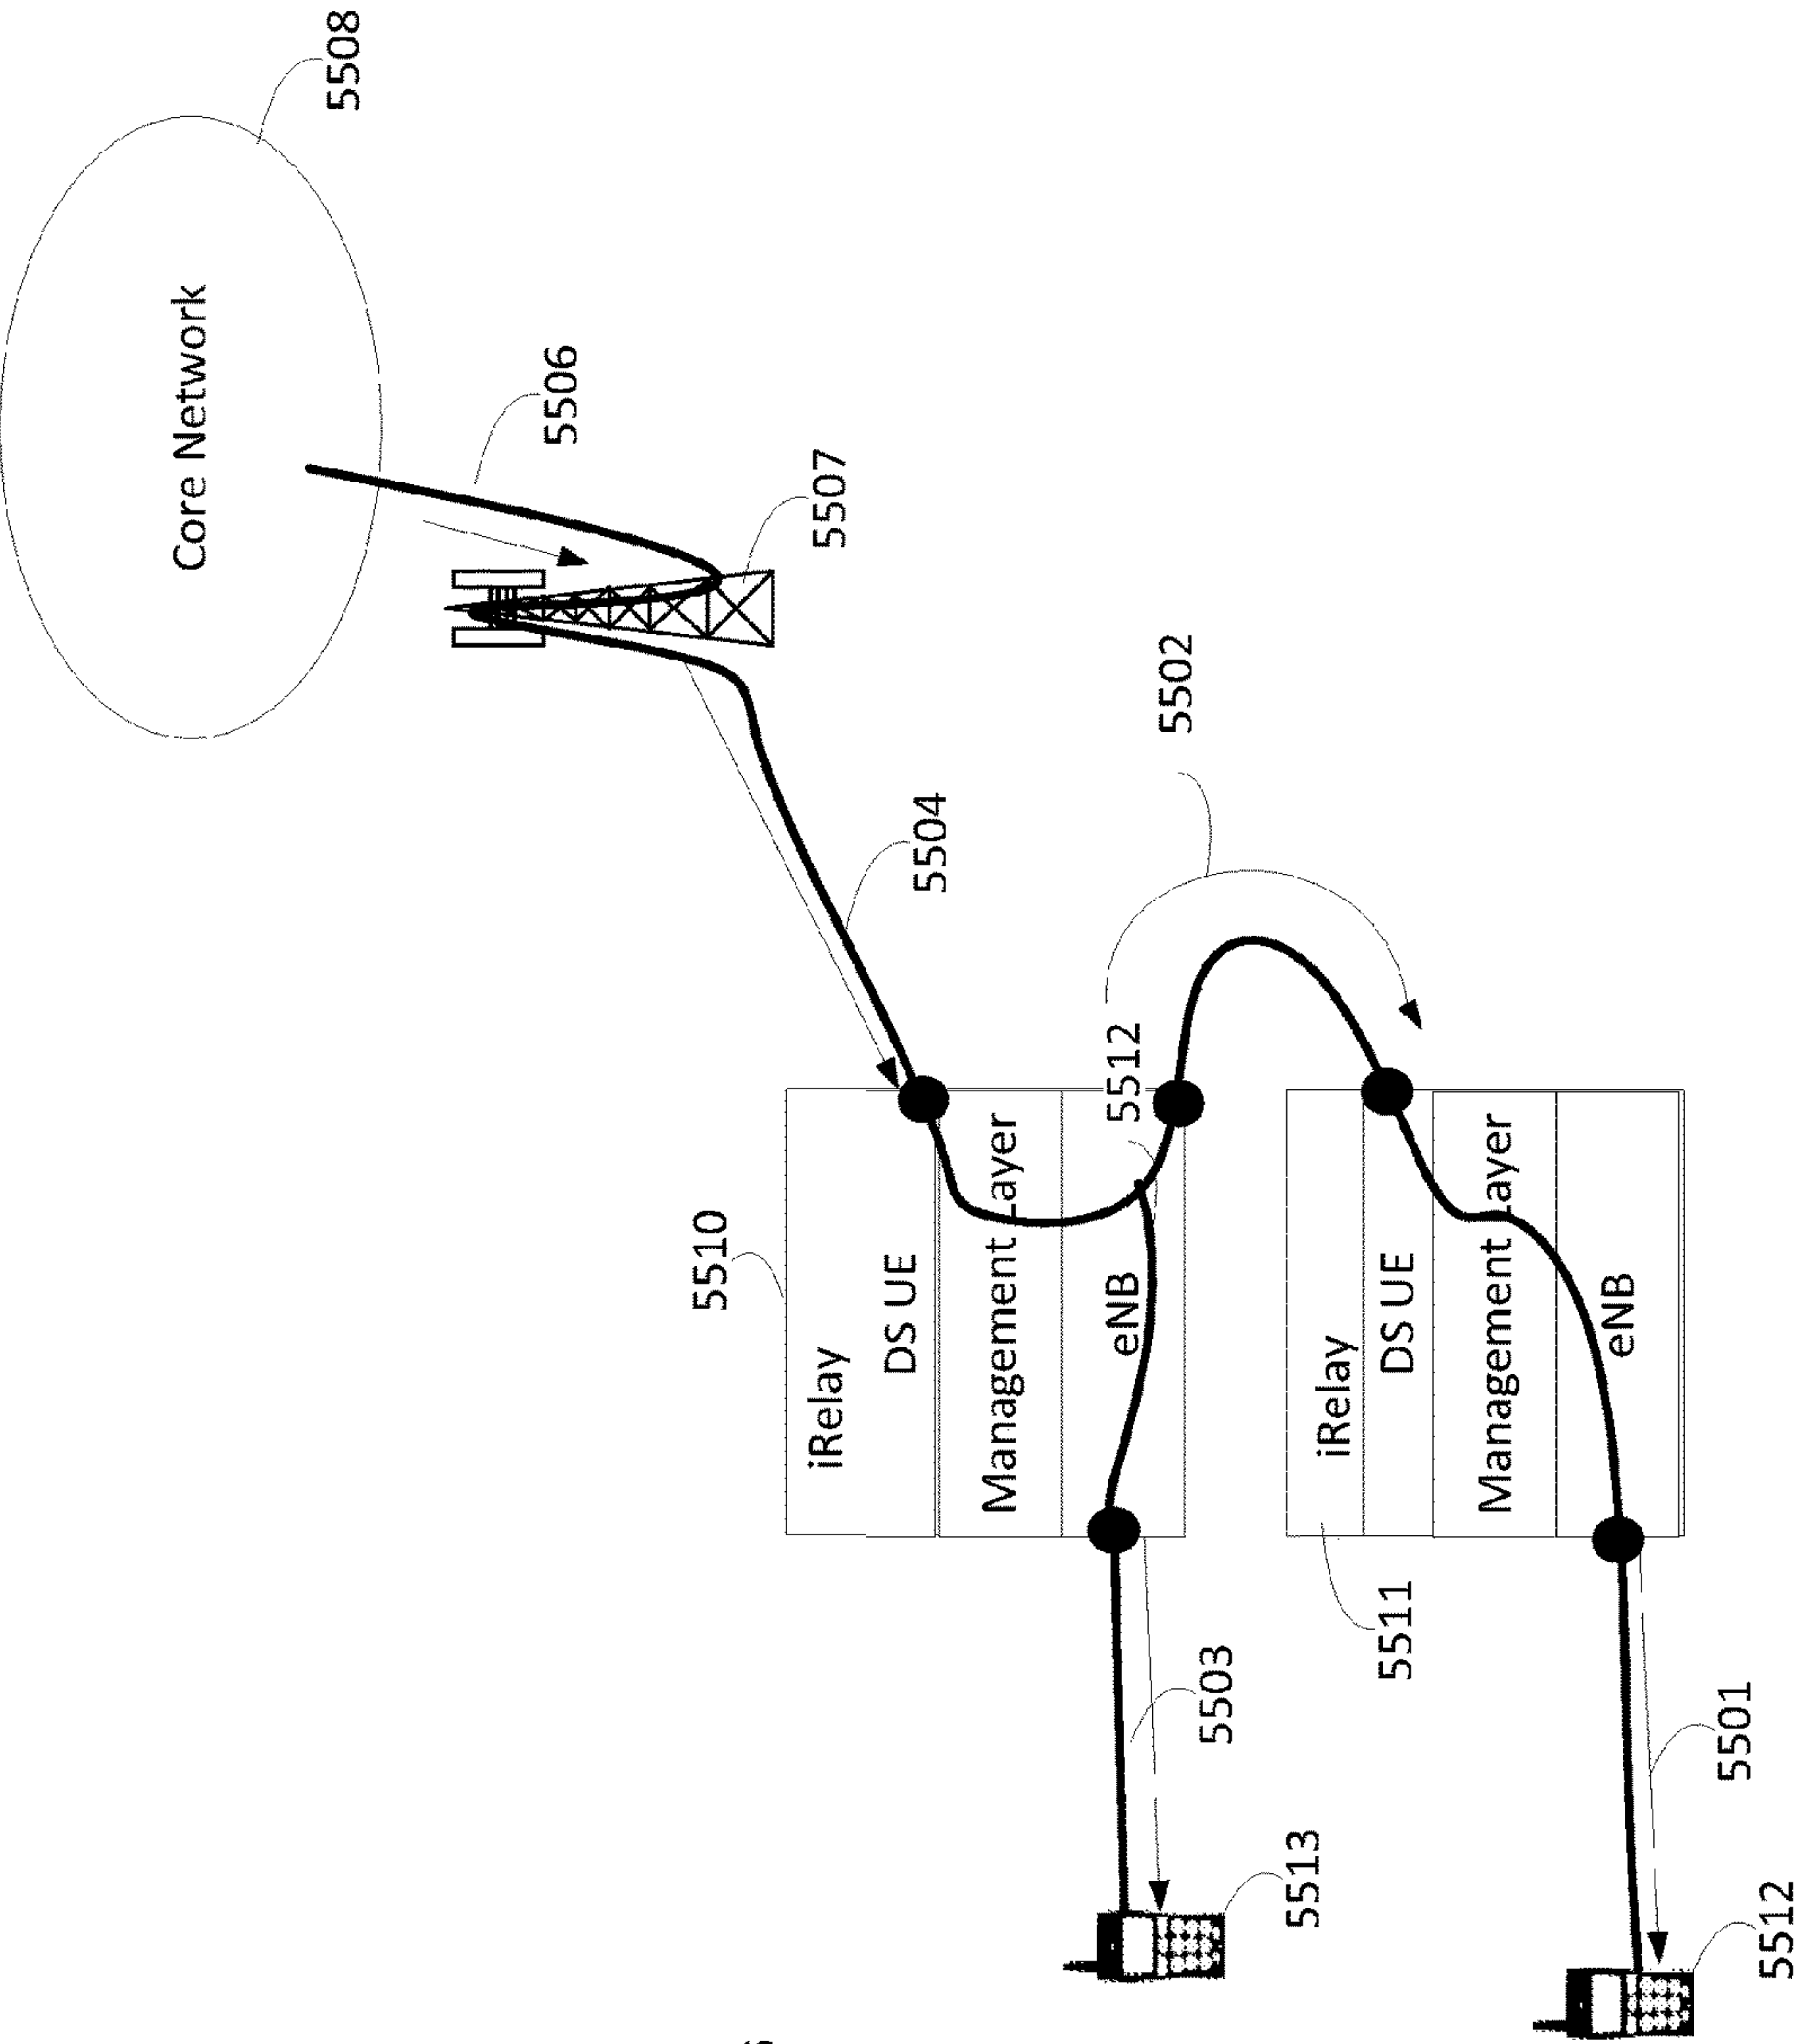 Core Network
5508
5506
5510
iRelay
5507
DS UE
5504
Management Layer
eNB
5512
5502
5503
5513
iRelay
5511
DS UE
Management Layer
eNB
5501
5512